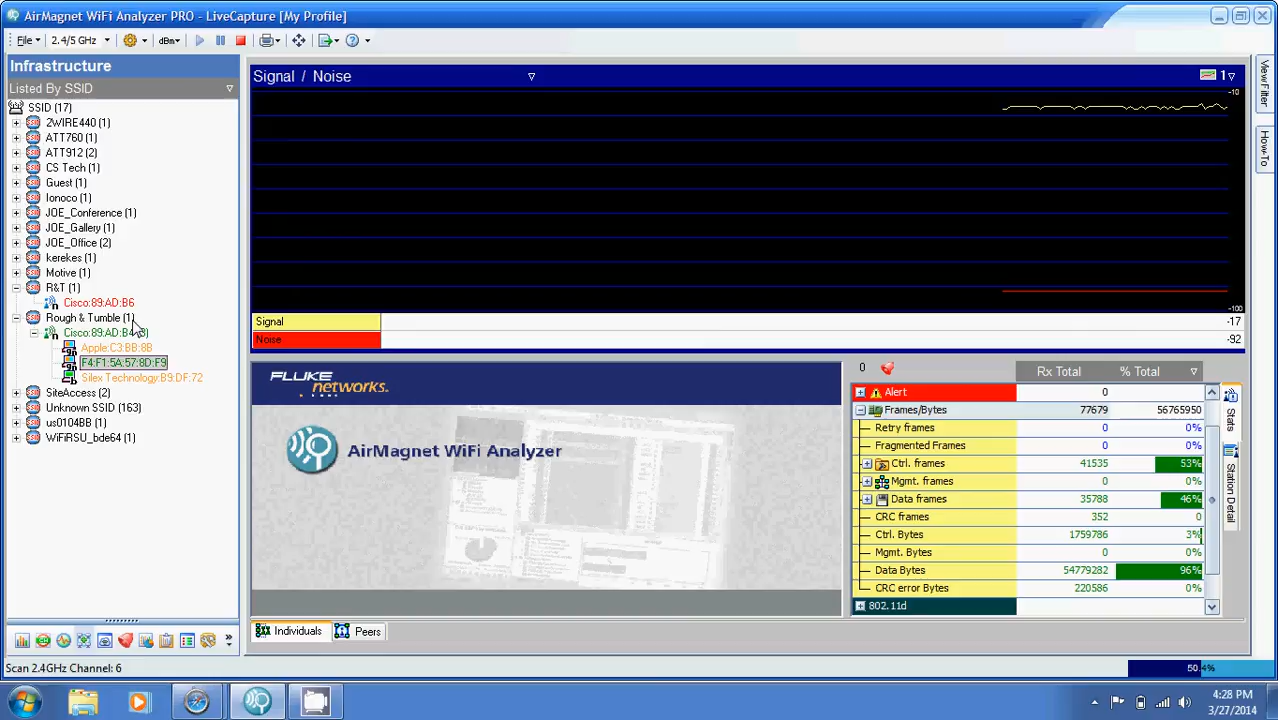 AirMagnet WiFi Analyzer PRO - LiveCapture [My Profile]
File 2.4/5 GHz dBm
Infrastructure
Listed By SSID
SSID (17)
2WIRE440 (1)
ATT760 (1)
ATT912 (2)
CS Tech (1)
Guest (1)
Ionoco (1)
JOE_Conference (1)
JOE_Gallery (1)
JOE_Office (2)
kerekes (1)
Motive (1)
R&T (1)
Cisco:89:AD:B6
Rough & Tumble (1)
Cisco:89:AD:B4
Apple:C3:BB:8B
F4:F1:5A:57:8D:F9
Silex Technology:B9:DF:72
SiteAccess (2)
Unknown SSID (163)
us0104BB (1)
WiFiRSU_bde64 (1)
Signal / Noise
1
-10
-100
Signal -17
Noise -92
FLUKE networks.
AirMagnet WiFi Analyzer
0 Rx Total % Total
Alert 0
Frames/Bytes 77679 56765950
Retry frames 0 0%
Fragmented Frames 0 0%
Ctrl. frames 41535 53%
Mgmt. frames 0 0%
Data frames 35788 46%
CRC frames 352 0
Ctrl. Bytes 1759786 3%
Mgmt. Bytes 0 0%
Data Bytes 54779282 96%
CRC error Bytes 220586 0%
802.11d
Stats
Station Detail
ViewFilter
How-To
Individuals Peers
Scan 2.4GHz Channel: 6
50.4%
4:28 PM
3/27/2014